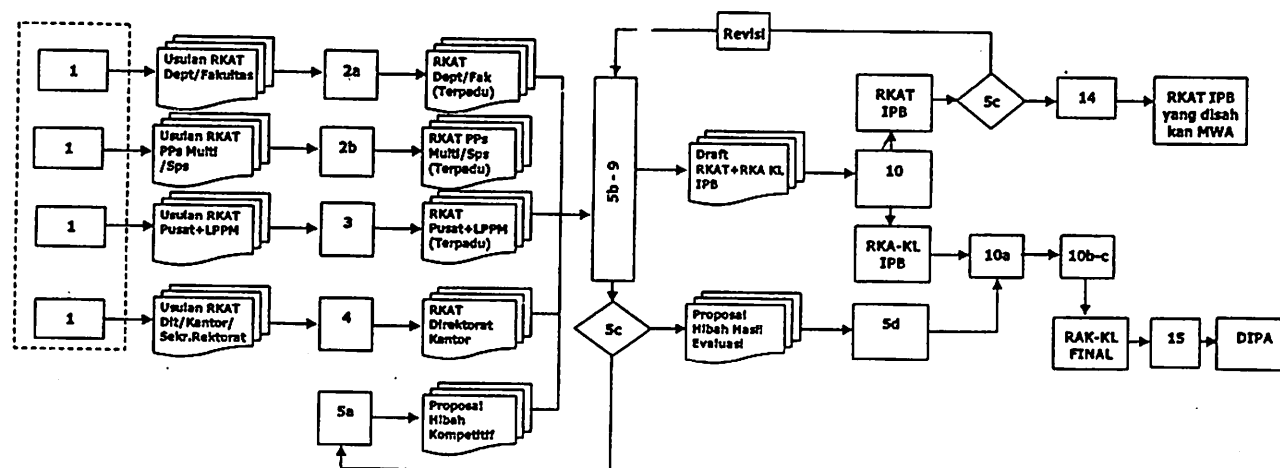 Revisi
1
Usulan RKAT
Dept/Fakultas
2a
RKAT
Dept/Fak
(Terpadu)
RKAT
IPB
5c
14
RKAT IPB
yang disah
kan MWA
1
Usulan RKAT
PPs Multi
/Sps
2b
RKAT PPs
Multi/Sps
(Terpadu)
5b - 9
Draft
RKAT+RKA KL
IPB
10
1
Usulan RKAT
Pusat+LPPM
3
RKAT
Pusat+LPPM
(Terpadu)
RKA-KL
IPB
10a
10b-c
1
Usulan RKAT
Dit/Kantor/
Sekr.Rektorat
4
RKAT
Direktorat
Kantor
5c
Proposal
Hibah Hasil
Evaluasi
5d
RAK-KL
FINAL
15
DIPA
5a
Proposal
Hibah
Kompetitif